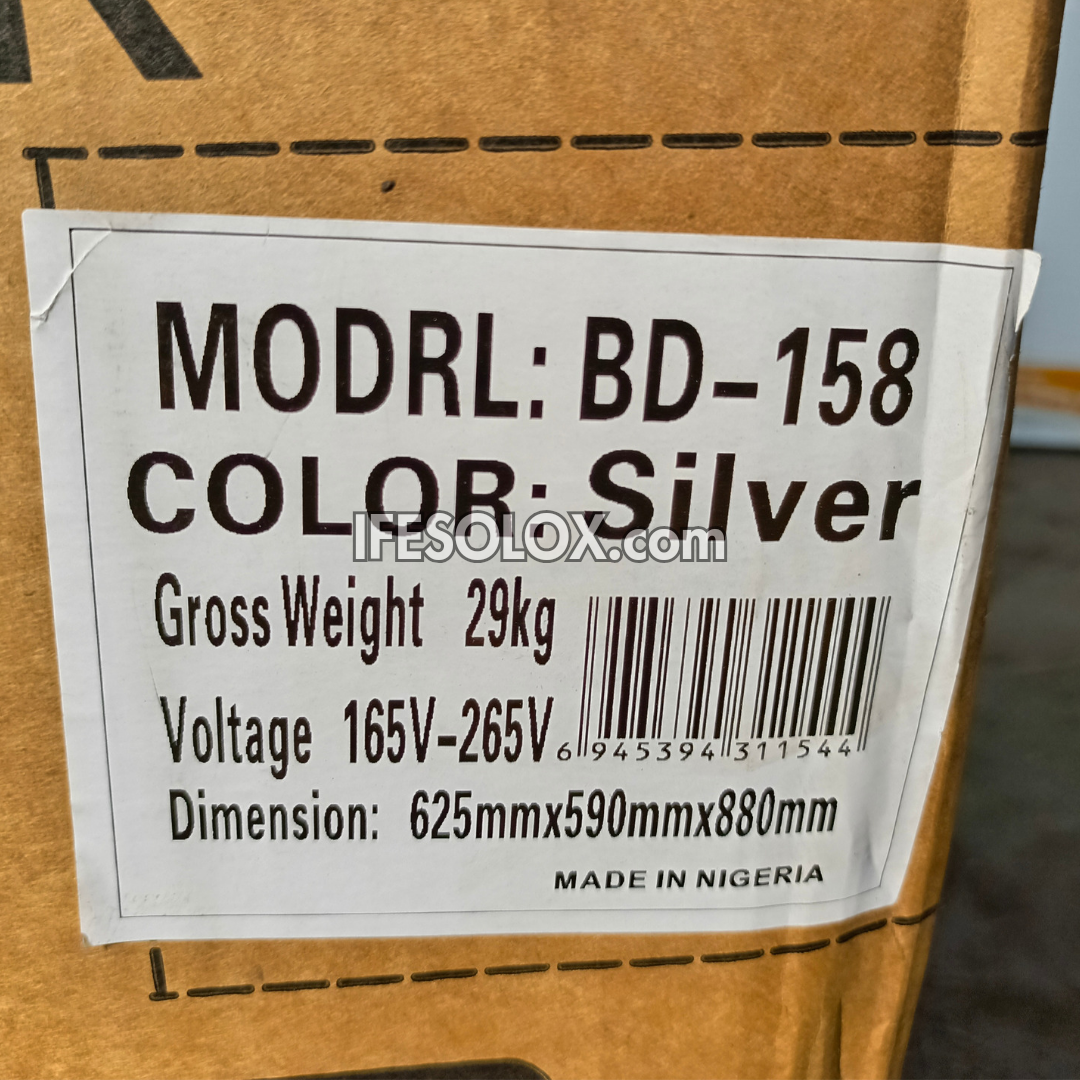 R
MODRL: BD-158
COLOR: Silver
IFESOLOX.com
Gross Weight 29kg
Voltage 165V-265V
6 945394 311544
Dimension: 625mmx590mmx880mm
MADE IN NIGERIA